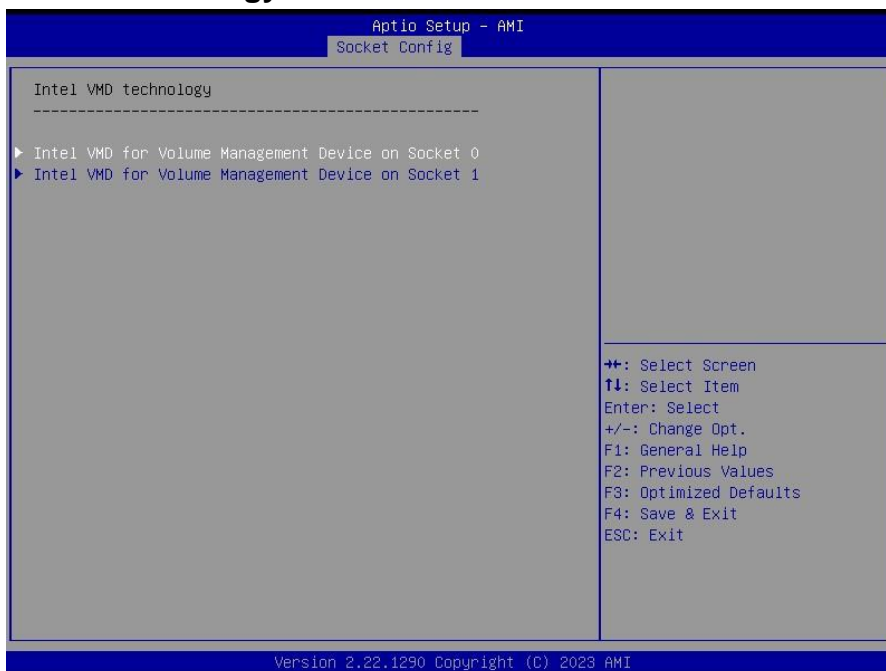 Aptio Setup - AMI
Socket Config
Intel VMD technology
--------------------------------------------------
▶ Intel VMD for Volume Management Device on Socket 0
▶ Intel VMD for Volume Management Device on Socket 1
→←: Select Screen
↑↓: Select Item
Enter: Select
+/-: Change Opt.
F1: General Help
F2: Previous Values
F3: Optimized Defaults
F4: Save & Exit
ESC: Exit
Version 2.22.1290 Copyright (C) 2023 AMI